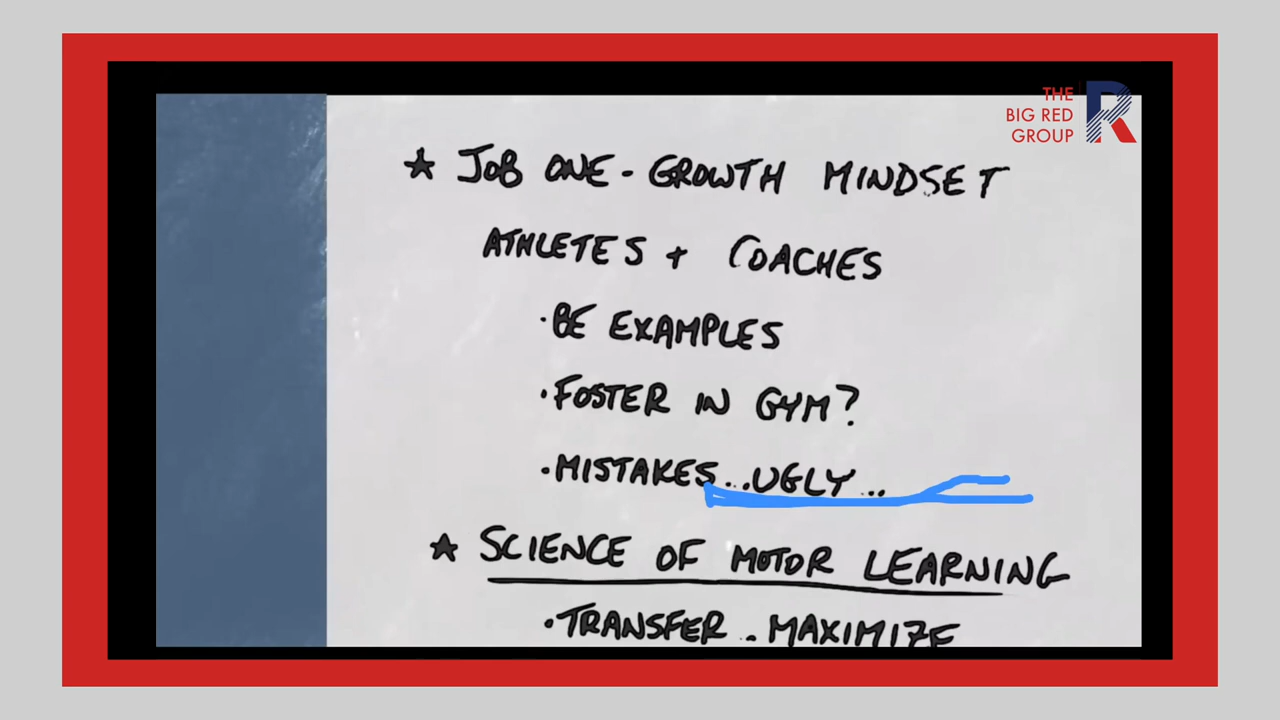 THE
BIG RED
GROUP
R
★ JOB ONE - GROWTH MINDSET
ATHLETES + COACHES
· BE EXAMPLES
· FOSTER IN GYM?
· MISTAKES...UGLY...
★ SCIENCE OF MOTOR LEARNING
· TRANSFER .. MAXIMIZE